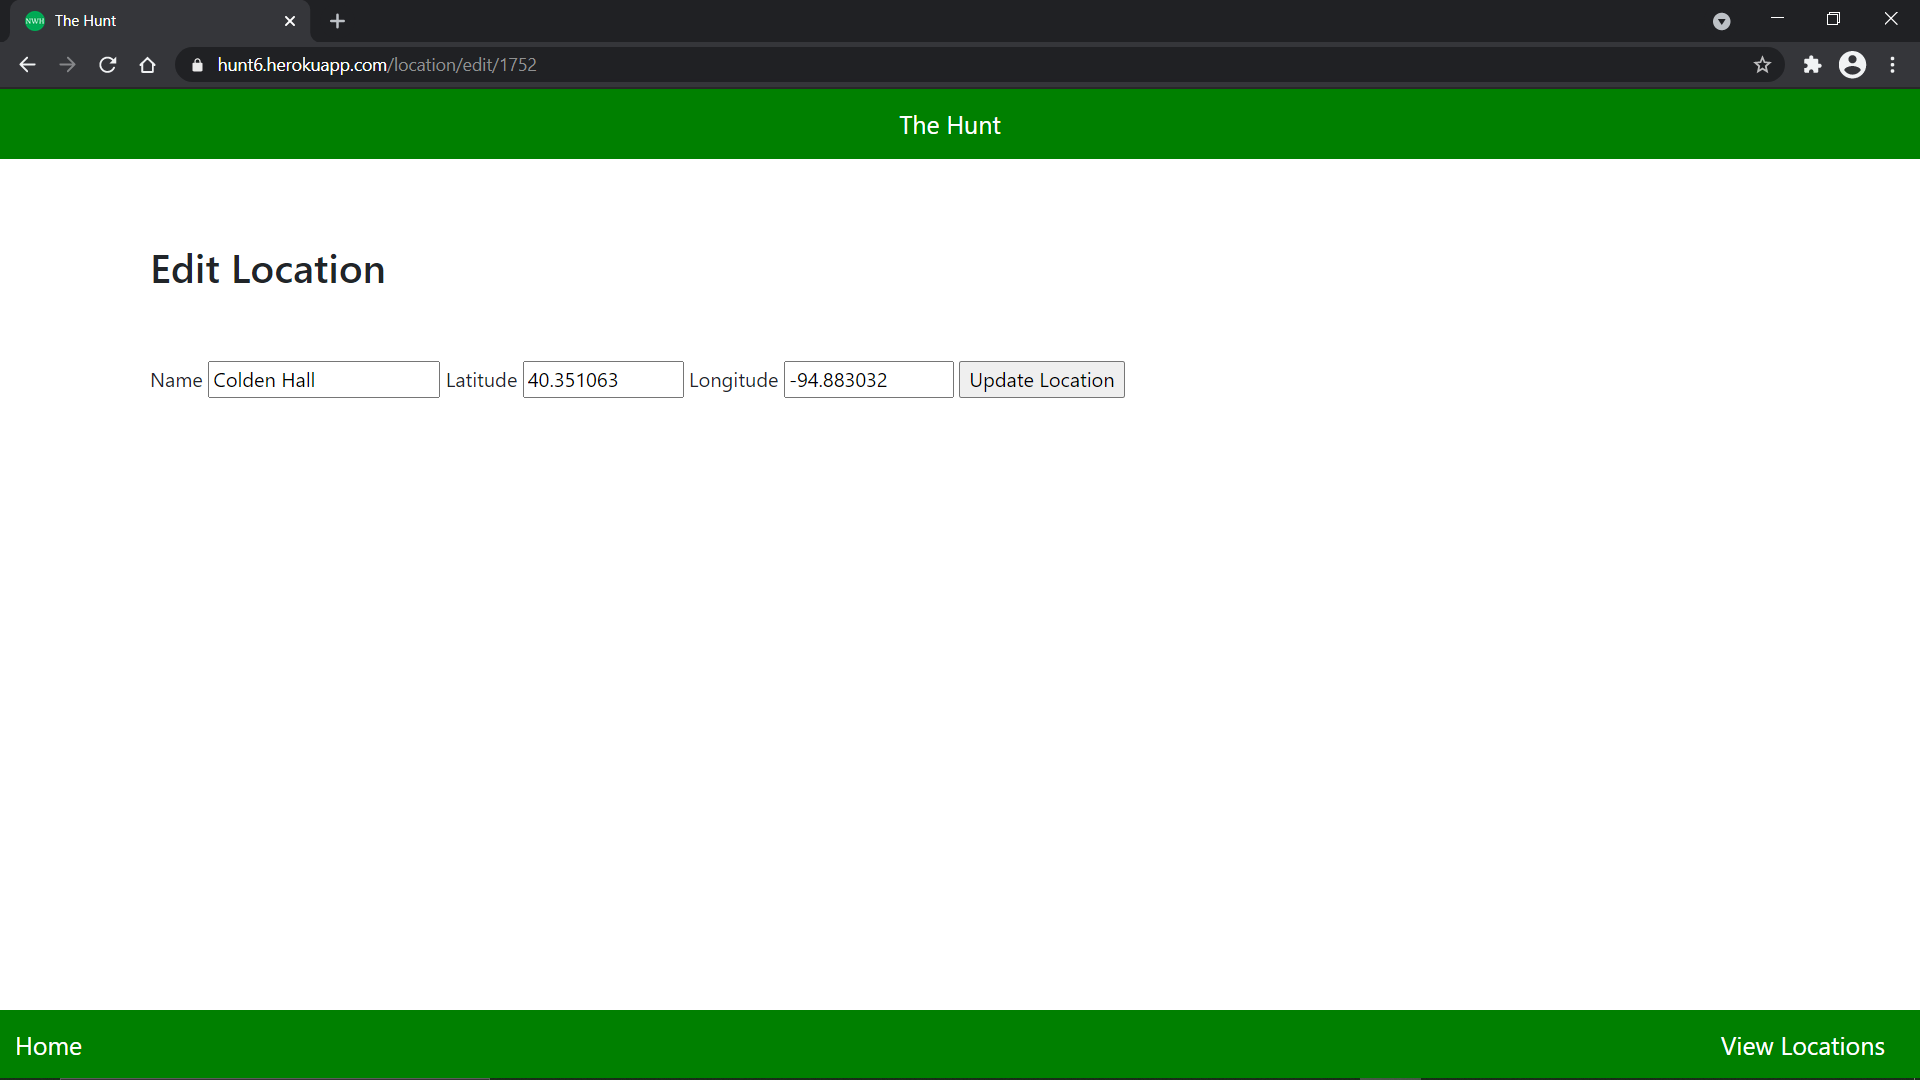 NWH The Hunt
hunt6.herokuapp.com/location/edit/1752
The Hunt
Edit Location
Name Colden Hall Latitude 40.351063 Longitude -94.883032 Update Location
Home View Locations